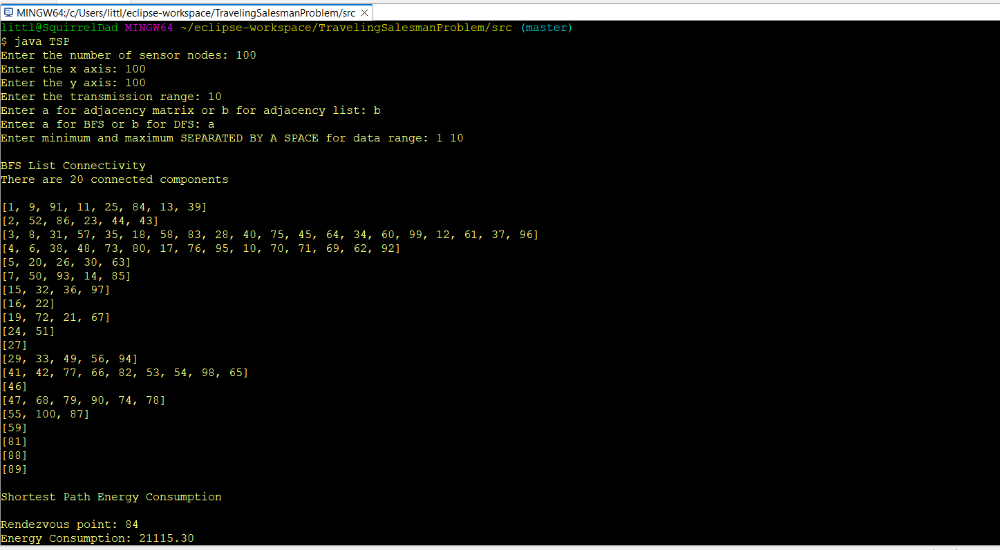 MINGW64:/c/Users/littl/eclipse-workspace/TravelingSalesmanProblem/src
littl@SquirrelDad MINGW64 ~/eclipse-workspace/TravelingSalesmanProblem/src (master)
$ java TSP
Enter the number of sensor nodes: 100
Enter the x axis: 100
Enter the y axis: 100
Enter the transmission range: 10
Enter a for adjacency matrix or b for adjacency list: b
Enter a for BFS or b for DFS: a
Enter minimum and maximum SEPARATED BY A SPACE for data range: 1 10
BFS List Connectivity
There are 20 connected components
[1, 9, 91, 11, 25, 84, 13, 39]
[2, 52, 86, 23, 44, 43]
[3, 8, 31, 57, 35, 18, 58, 83, 28, 40, 75, 45, 64, 34, 60, 99, 12, 61, 37, 96]
[4, 6, 38, 48, 73, 80, 17, 76, 95, 10, 70, 71, 69, 62, 92]
[5, 20, 26, 30, 63]
[7, 50, 93, 14, 85]
[15, 32, 36, 97]
[16, 22]
[19, 72, 21, 67]
[24, 51]
[27]
[29, 33, 49, 56, 94]
[41, 42, 77, 66, 82, 53, 54, 98, 65]
[46]
[47, 68, 79, 90, 74, 78]
[55, 100, 87]
[59]
[81]
[88]
[89]
Shortest Path Energy Consumption
Rendezvous point: 84
Energy Consumption: 21115.30